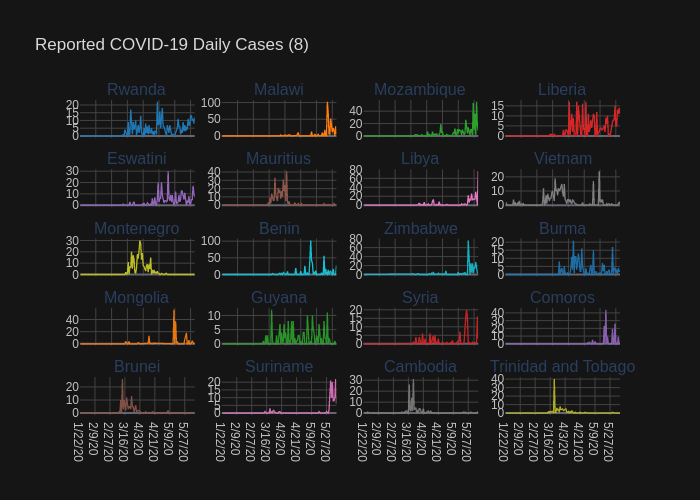 Reported COVID-19 Daily Cases (8)
Rwanda Malawi Mozambique Liberia
20 15 10 5 0
100 50 0
40 20 0
15 10 5 0
Eswatini Mauritius Libya Vietnam
30 20 10 0
40 30 20 10 0
80 60 40 20 0
20 10 0
Montenegro Benin Zimbabwe Burma
30 20 10 0
100 50 0
80 60 40 20 0
20 15 10 5 0
Mongolia Guyana Syria Comoros
40 20 0
10 5 0
20 15 10 5 0
40 30 20 10 0
Brunei Suriname Cambodia Trinidad and Tobago
20 10 0
20 15 10 5 0
30 20 10 0
40 30 20 10 0
1/22/20 2/9/20 2/27/20 3/16/20 4/3/20 4/21/20 5/9/20 5/27/20
1/22/20 2/9/20 2/27/20 3/16/20 4/3/20 4/21/20 5/9/20 5/27/20
1/22/20 2/9/20 2/27/20 3/16/20 4/3/20 4/21/20 5/9/20 5/27/20
1/22/20 2/9/20 2/27/20 3/16/20 4/3/20 4/21/20 5/9/20 5/27/20